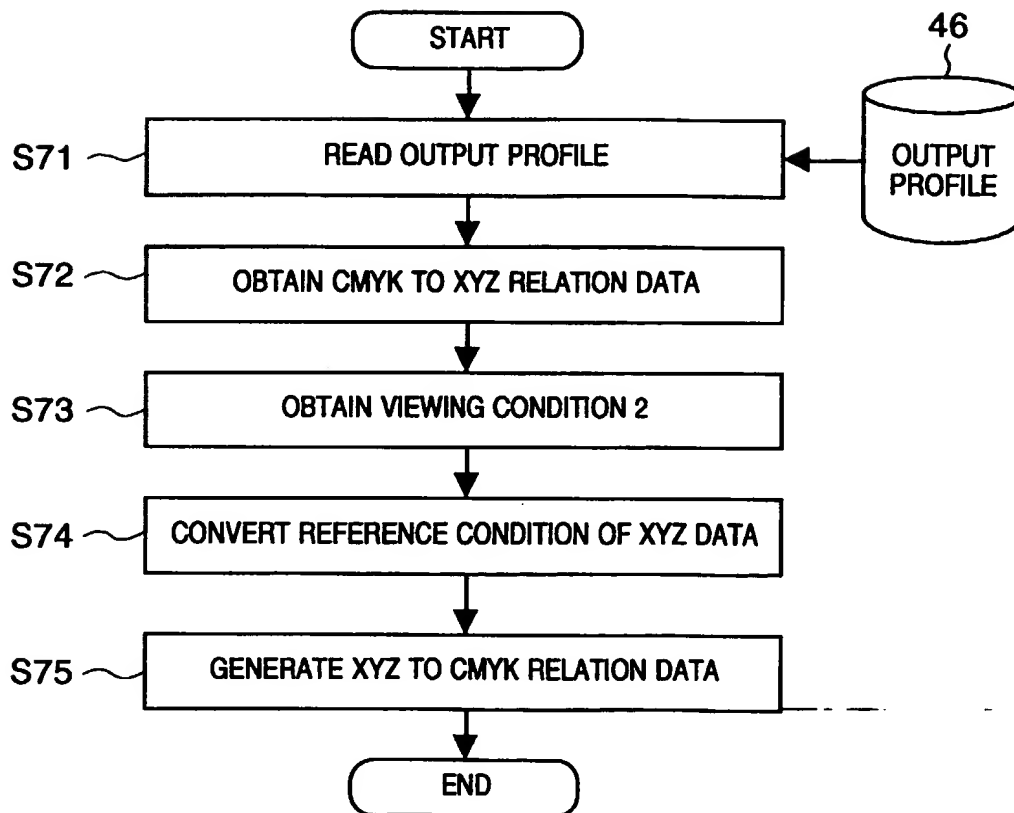 START
46
S71
READ OUTPUT PROFILE
OUTPUT
PROFILE
S72
OBTAIN CMYK TO XYZ RELATION DATA
S73
OBTAIN VIEWING CONDITION 2
S74
CONVERT REFERENCE CONDITION OF XYZ DATA
S75
GENERATE XYZ TO CMYK RELATION DATA
END